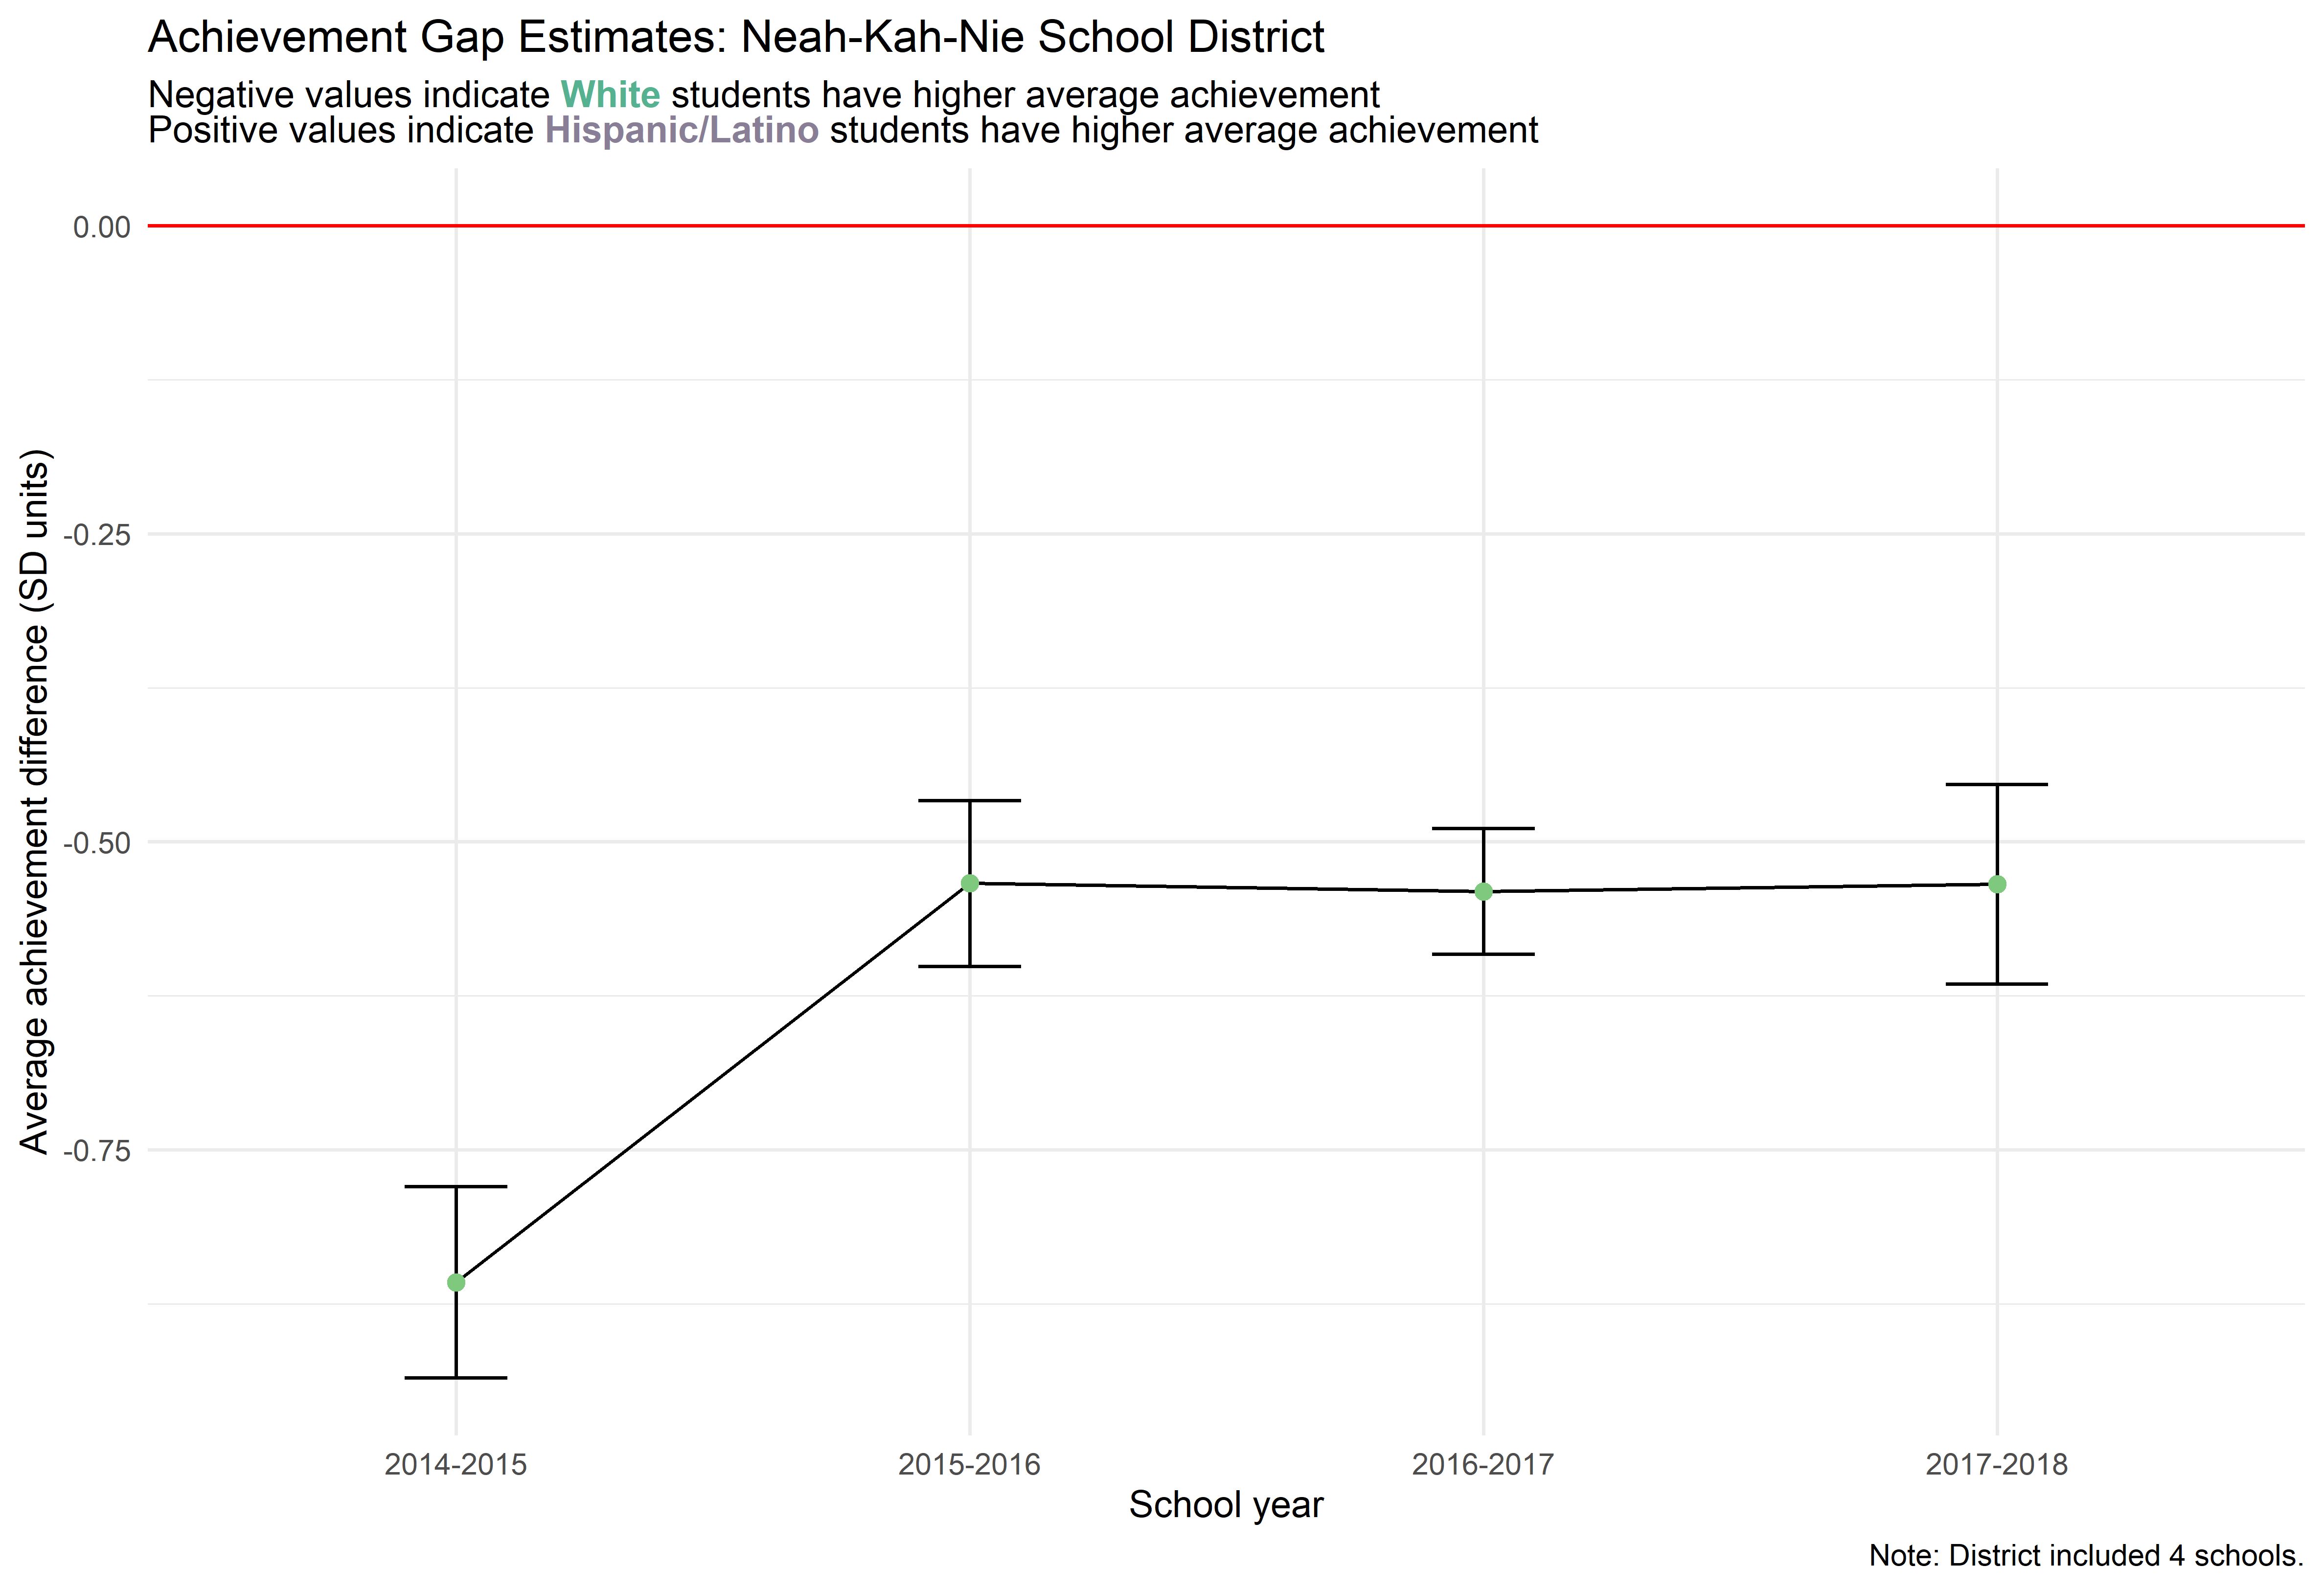 Achievement Gap Estimates: Neah-Kah-Nie School District
Negative values indicate White students have higher average achievement
Positive values indicate Hispanic/Latino students have higher average achievement
Average achievement difference (SD units)
0.00
-0.25
-0.50
-0.75
2014-2015
2015-2016
2016-2017
2017-2018
School year
Note: District included 4 schools.